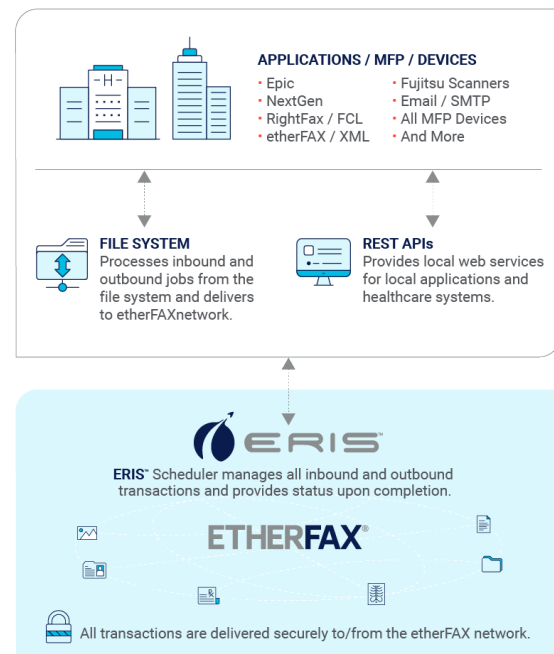 APPLICATIONS / MFP / DEVICES
• Epic
• NextGen
• RightFax / FCL
• etherFAX / XML
• Fujitsu Scanners
• Email / SMTP
• All MFP Devices
• And More
-H-
FILE SYSTEM
Processes inbound and
outbound jobs from the
file system and delivers
to etherFAXnetwork.
REST APIs
Provides local web services
for local applications and
healthcare systems.
ERIS™
ERIS™ Scheduler manages all inbound and outbound
transactions and provides status upon completion.
ETHERFAX®
All transactions are delivered securely to/from the etherFAX network.